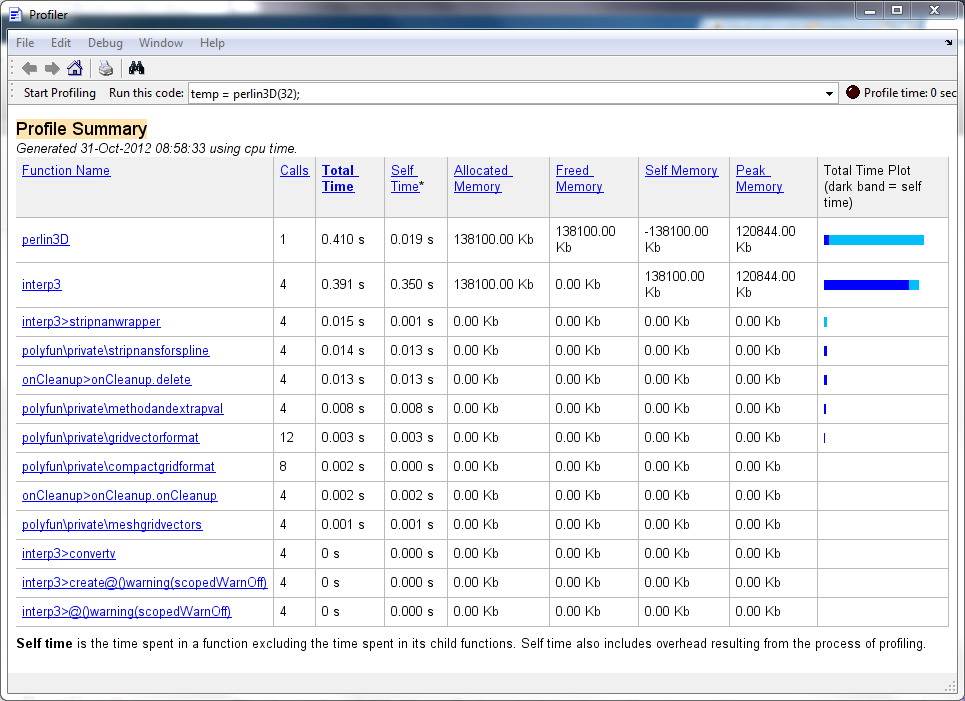 Profiler
File Edit Debug Window Help
Start Profiling Run this code: temp = perlin3D(32); Profile time: 0 sec
Profile Summary
Generated 31-Oct-2012 08:58:33 using cpu time.
Function Name Calls Total Time Self Time* Allocated Memory Freed Memory Self Memory Peak Memory Total Time Plot (dark band = self time)
perlin3D 1 0.410 s 0.019 s 138100.00 Kb 138100.00 Kb -138100.00 Kb 120844.00 Kb
interp3 4 0.391 s 0.350 s 138100.00 Kb 0.00 Kb 138100.00 Kb 120844.00 Kb
interp3>stripnanwrapper 4 0.015 s 0.001 s 0.00 Kb 0.00 Kb 0.00 Kb 0.00 Kb
polyfun\private\stripnansforspline 4 0.014 s 0.013 s 0.00 Kb 0.00 Kb 0.00 Kb 0.00 Kb
onCleanup>onCleanup.delete 4 0.013 s 0.013 s 0.00 Kb 0.00 Kb 0.00 Kb 0.00 Kb
polyfun\private\methodandextrapval 4 0.008 s 0.008 s 0.00 Kb 0.00 Kb 0.00 Kb 0.00 Kb
polyfun\private\gridvectorformat 12 0.003 s 0.003 s 0.00 Kb 0.00 Kb 0.00 Kb 0.00 Kb
polyfun\private\compactgridformat 8 0.002 s 0.000 s 0.00 Kb 0.00 Kb 0.00 Kb 0.00 Kb
onCleanup>onCleanup.onCleanup 4 0.002 s 0.002 s 0.00 Kb 0.00 Kb 0.00 Kb 0.00 Kb
polyfun\private\meshgridvectors 4 0.001 s 0.001 s 0.00 Kb 0.00 Kb 0.00 Kb 0.00 Kb
interp3>convertv 4 0 s 0.000 s 0.00 Kb 0.00 Kb 0.00 Kb 0.00 Kb
interp3>create@()warning(scopedWarnOff) 4 0 s 0.000 s 0.00 Kb 0.00 Kb 0.00 Kb 0.00 Kb
interp3>@()warning(scopedWarnOff) 4 0 s 0.000 s 0.00 Kb 0.00 Kb 0.00 Kb 0.00 Kb
Self time is the time spent in a function excluding the time spent in its child functions. Self time also includes overhead resulting from the process of profiling.